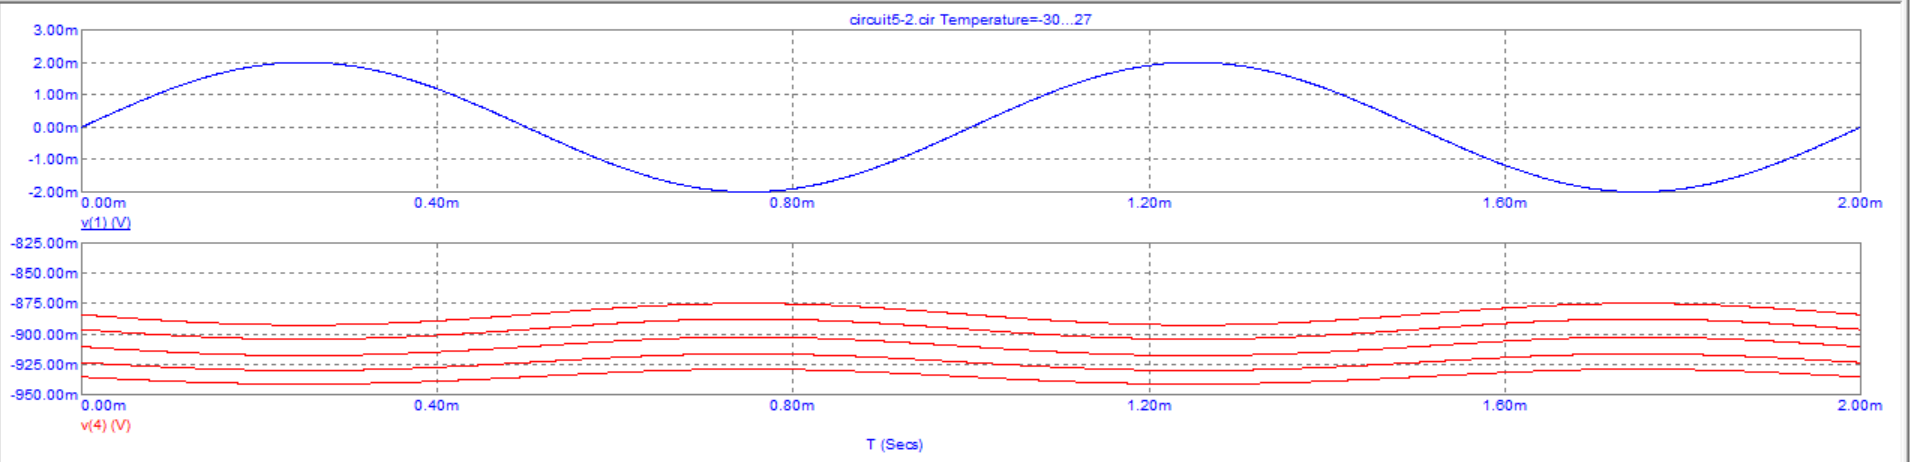 circuit5-2.cir Temperature=-30...27
3.00m
2.00m
1.00m
0.00m
-1.00m
-2.00m
0.00m 0.40m 0.80m 1.20m 1.60m 2.00m
v(1) (V)
-825.00m
-850.00m
-875.00m
-900.00m
-925.00m
-950.00m
0.00m 0.40m 0.80m 1.20m 1.60m 2.00m
v(4) (V)
T (Secs)